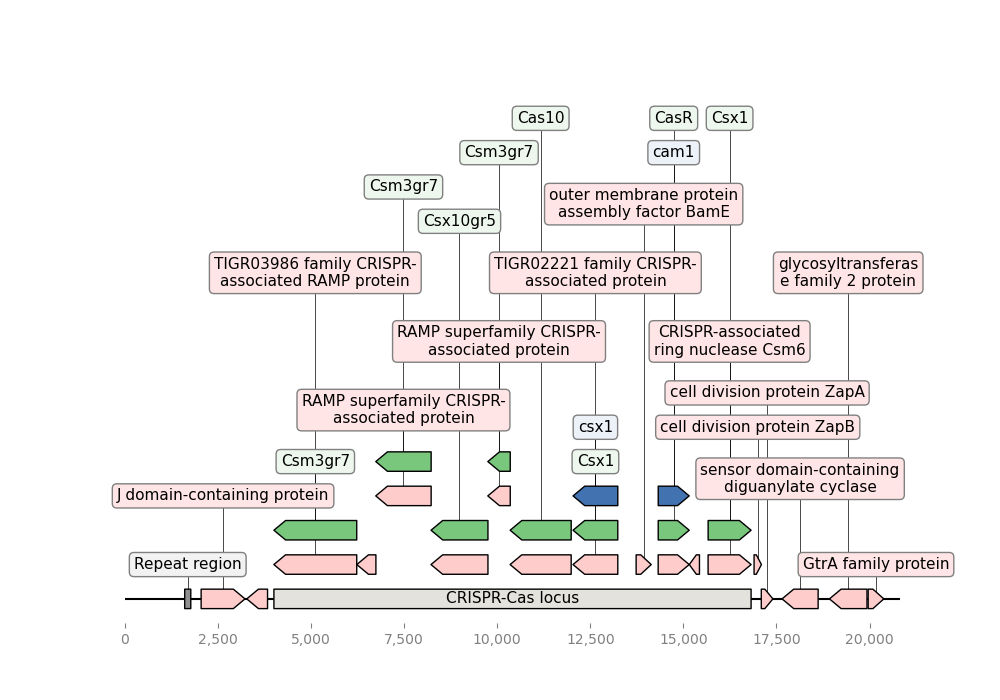 Cas10
CasR
Csx1
Csm3gr7
cam1
Csm3gr7
outer membrane protein
assembly factor BamE
Csx10gr5
TIGR03986 family CRISPR-
associated RAMP protein
TIGR02221 family CRISPR-
associated protein
glycosyltransferas
e family 2 protein
RAMP superfamily CRISPR-
associated protein
CRISPR-associated
ring nuclease Csm6
cell division protein ZapA
RAMP superfamily CRISPR-
associated protein
csx1
cell division protein ZapB
Csm3gr7
Csx1
sensor domain-containing
diguanylate cyclase
J domain-containing protein
Repeat region
GtrA family protein
CRISPR-Cas locus
0
2,500
5,000
7,500
10,000
12,500
15,000
17,500
20,000